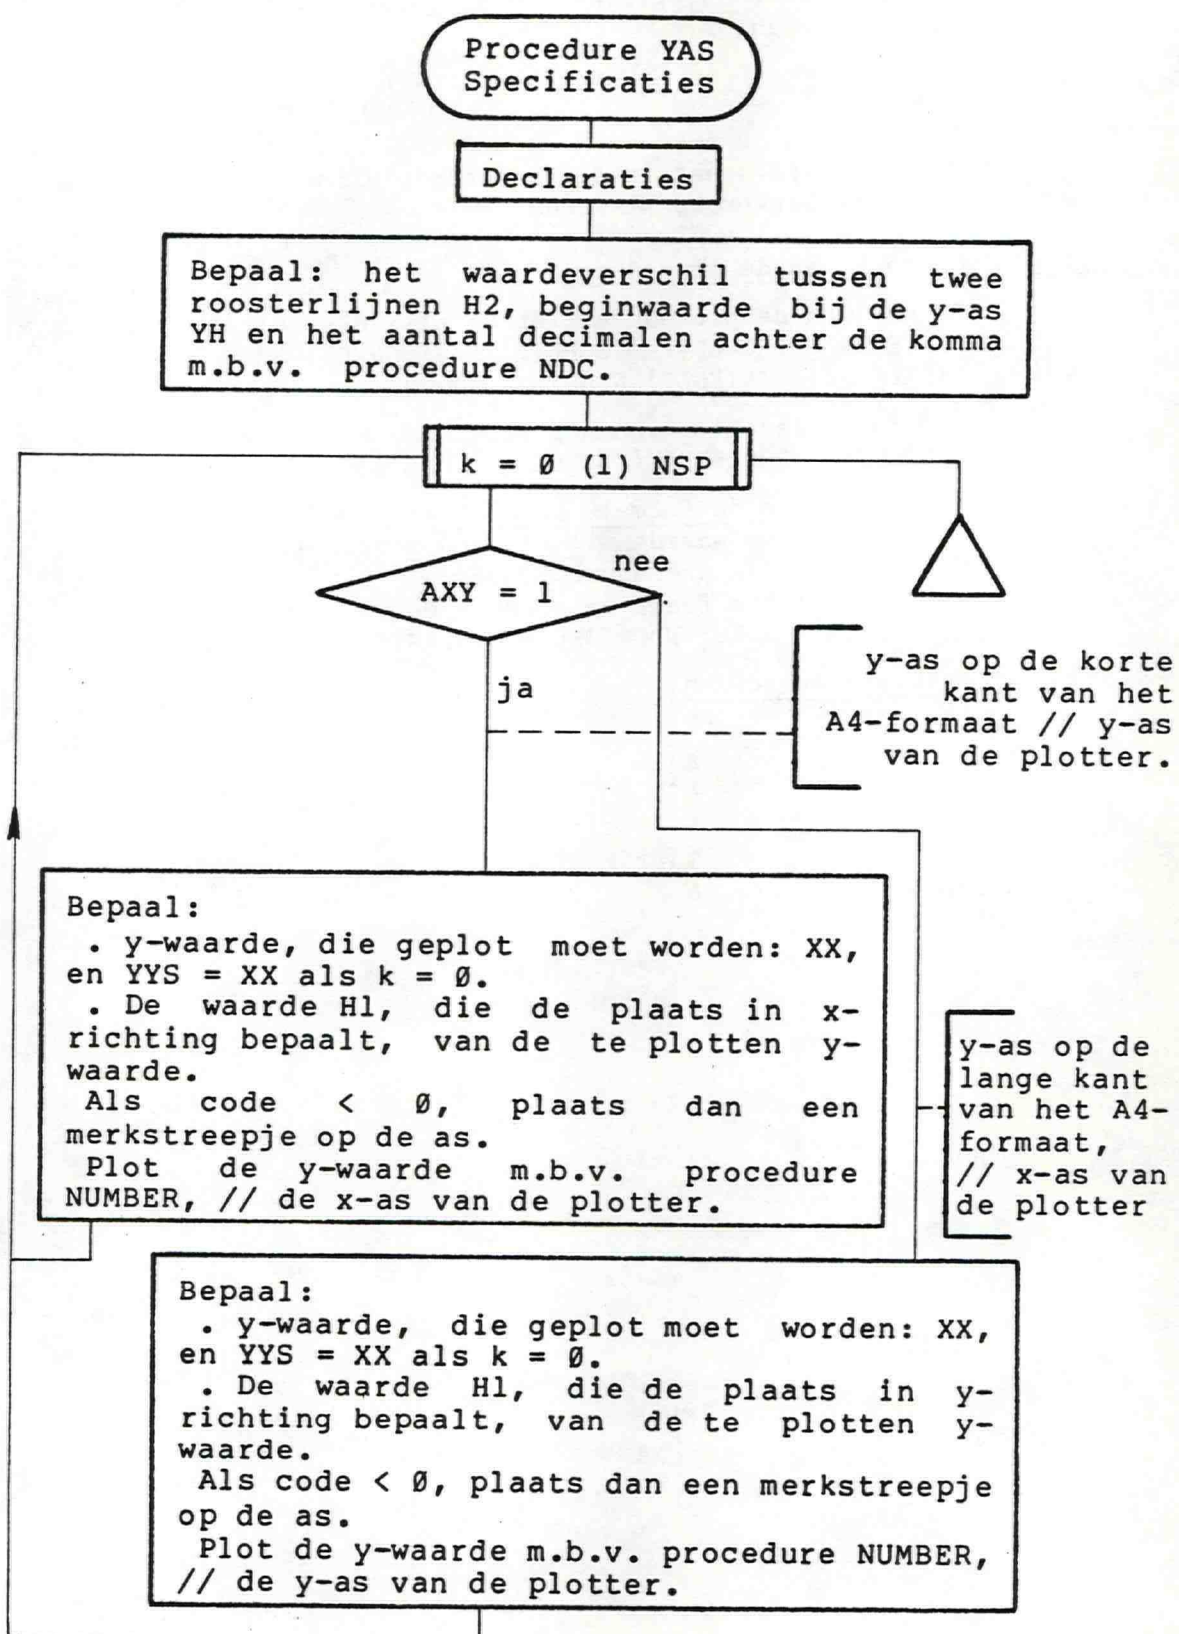 Procedure YAS
Specificaties
Declaraties
Bepaal: het waardeverschil tussen twee
roosterlijnen H2, beginwaarde bij de y-as
YH en het aantal decimalen achter de komma
m.b.v. procedure NDC.
k = Ø (1) NSP
nee
AXY = 1
ja
y-as op de korte
kant van het
A4-formaat // y-as
van de plotter.
Bepaal:
. y-waarde, die geplot moet worden: XX,
en YYS = XX als k = Ø.
. De waarde H1, die de plaats in x-
richting bepaalt, van de te plotten y-
waarde.
Als code < Ø, plaats dan een
merkstreepje op de as.
Plot de y-waarde m.b.v. procedure
NUMBER, // de x-as van de plotter.
y-as op de
lange kant
van het A4-
formaat,
// x-as van
de plotter
Bepaal:
. y-waarde, die geplot moet worden: XX,
en YYS = XX als k = Ø.
. De waarde H1, die de plaats in y-
richting bepaalt, van de te plotten y-
waarde.
Als code < Ø, plaats dan een merkstreepje
op de as.
Plot de y-waarde m.b.v. procedure NUMBER,
// de y-as van de plotter.